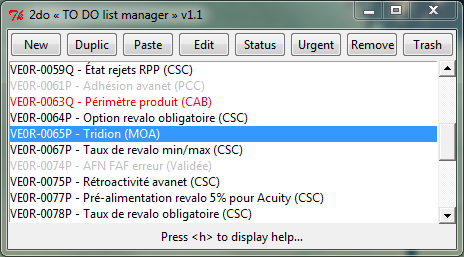 2do « TO DO list manager » v1.1
New Duplic Paste Edit Status Urgent Remove Trash
VE0R-0059Q - État rejets RPP (CSC)
VE0R-0061P - Adhésion avanet (PCC)
VE0R-0063Q - Périmètre produit (CAB)
VE0R-0064P - Option revalo obligatoire (CSC)
VE0R-0065P - Tridion (MOA)
VE0R-0067P - Taux de revalo min/max (CSC)
VE0R-0074P - AFN FAF erreur (Validée)
VE0R-0075P - Rétroactivité avanet (CSC)
VE0R-0077P - Pré-alimentation revalo 5% pour Acuity (CSC)
VE0R-0078P - Taux de revalo obligatoire (CSC)
Press <h> to display help...